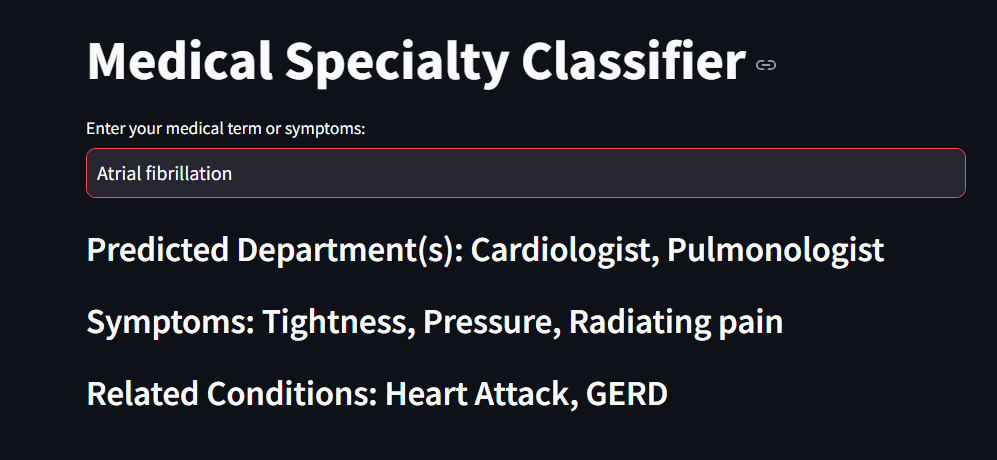 Medical Specialty Classifier
Enter your medical term or symptoms:
Atrial fibrillation
Predicted Department(s): Cardiologist, Pulmonologist
Symptoms: Tightness, Pressure, Radiating pain
Related Conditions: Heart Attack, GERD